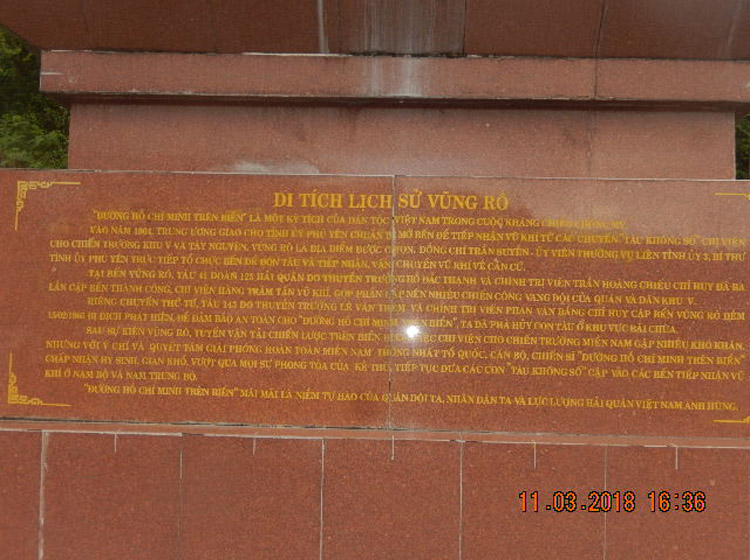 DI TÍCH LỊCH SỬ VŨNG RÔ
"ĐƯỜNG HỒ CHÍ MINH TRÊN BIỂN" LÀ MỘT KỲ TÍCH CỦA DÂN TỘC VIỆT NAM TRONG CUỘC KHÁNG CHIẾN CHỐNG MỸ
VÀO NĂM 1964, TRUNG ƯƠNG GIAO CHO TỈNH ỦY PHÚ YÊN CHUẨN BỊ MỞ BẾN ĐỂ TIẾP NHẬN VŨ KHÍ TỪ CÁC CHUYẾN "TÀU KHÔNG SỐ" CHI VIỆN
CHO CHIẾN TRƯỜNG KHU V VÀ TÂY NGUYÊN, VŨNG RÔ LÀ ĐỊA ĐIỂM ĐƯỢC CHỌN, ĐỒNG CHÍ TRẦN SUYỀN - ỦY VIÊN THƯỜNG VỤ LIÊN TỈNH ỦY 3, BÍ THƯ
TỈNH ỦY PHÚ YÊN TRỰC TIẾP TỔ CHỨC BẾN ĐỂ ĐÓN TÀU VÀ TIẾP NHẬN, VẬN CHUYỂN VŨ KHÍ VỀ CĂN CỨ.
TẠI BẾN VŨNG RÔ, TÀU 41 ĐOÀN 125 HẢI QUÂN DO THUYỀN TRƯỞNG HỒ ĐẮC THẠNH VÀ CHÍNH TRỊ VIÊN TRẦN HOÀNG CHIẾU CHỈ HUY ĐÃ BA
LẦN CẬP BẾN THÀNH CÔNG, CHI VIỆN HÀNG TRĂM TẤN VŨ KHÍ, GÓP PHẦN LẬP NÊN NHIỀU CHIẾN CÔNG VANG DỘI CỦA QUÂN VÀ DÂN KHU V.
RIÊNG CHUYẾN THỨ TƯ, TÀU 143 DO THUYỀN TRƯỞNG LÊ VĂN THÊM VÀ CHÍNH TRỊ VIÊN PHAN VĂN BẢNG CHỈ HUY CẬP BẾN VŨNG RÔ ĐÊM
15/02/1965 BỊ ĐỊCH PHÁT HIỆN, ĐỂ ĐẢM BẢO AN TOÀN CHO "ĐƯỜNG HỒ CHÍ MINH TRÊN BIỂN", TA ĐÃ PHÁ HỦY CON TÀU Ở KHU VỰC BÃI CHÙA.
SAU SỰ KIỆN VŨNG RÔ, TUYẾN VẬN TẢI CHIẾN LƯỢC TRÊN BIỂN BỊ VIỆC CHI VIỆN CHO CHIẾN TRƯỜNG MIỀN NAM GẶP NHIỀU KHÓ KHĂN.
NHƯNG VỚI Ý CHÍ VÀ QUYẾT TÂM GIẢI PHÓNG HOÀN TOÀN MIỀN NAM THỐNG NHẤT TỔ QUỐC, CÁN BỘ, CHIẾN SĨ "ĐƯỜNG HỒ CHÍ MINH TRÊN BIỂN"
CHẤP NHẬN HY SINH, GIAN KHỔ, VƯỢT QUA MỌI SỰ PHONG TỎA CỦA KẺ THÙ, TIẾP TỤC ĐƯA CÁC CON "TÀU KHÔNG SỐ" CẬP VÀO CÁC BẾN TIẾP NHẬN VŨ
KHÍ Ở NAM BỘ VÀ NAM TRUNG BỘ.
"ĐƯỜNG HỒ CHÍ MINH TRÊN BIỂN" MÃI MÃI LÀ NIỀM TỰ HÀO CỦA QUÂN ĐỘI TA, NHÂN DÂN TA VÀ LỰC LƯỢNG HẢI QUÂN VIỆT NAM ANH HÙNG.
11.03.2018 16:36